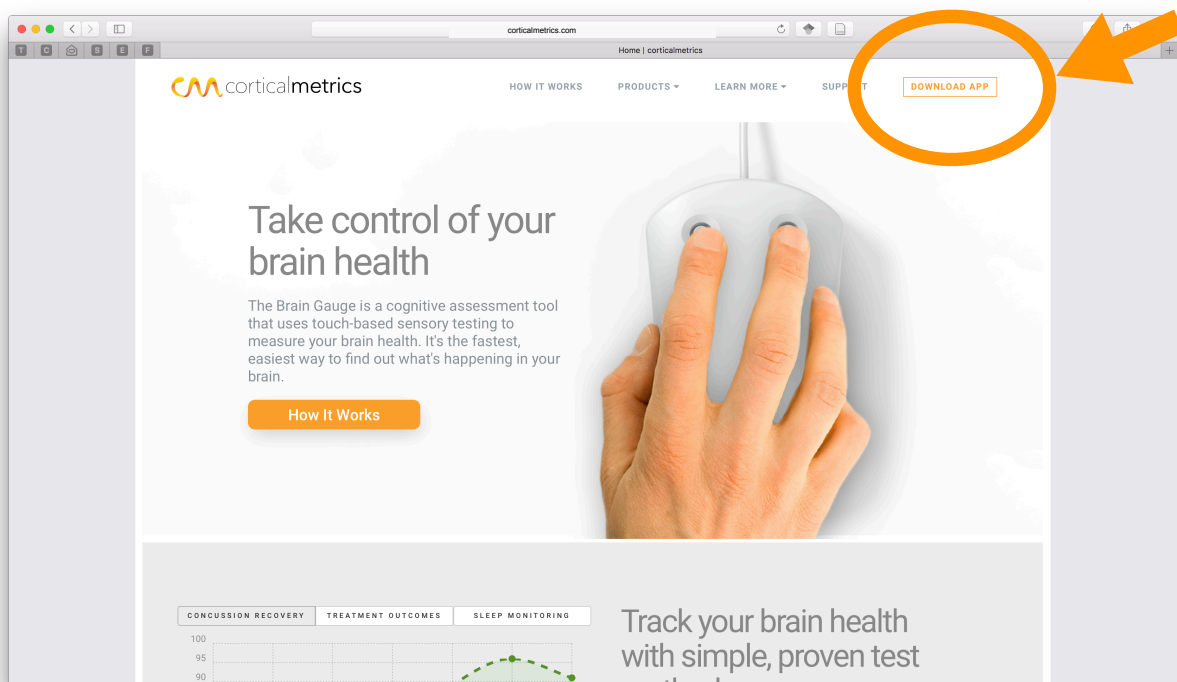 corticalmetrics.com
T C S E F
Home | corticalmetrics
corticalmetrics
HOW IT WORKS
PRODUCTS
LEARN MORE
DOWNLOAD APP
Take control of your
brain health
The Brain Gauge is a cognitive assessment tool
that uses touch-based sensory testing to
measure your brain health. It's the fastest,
easiest way to find out what's happening in your
brain.
How It Works
CONCUSSION RECOVERY
TREATMENT OUTCOMES
SLEEP MONITORING
100
95
90
Track your brain health
with simple, proven test